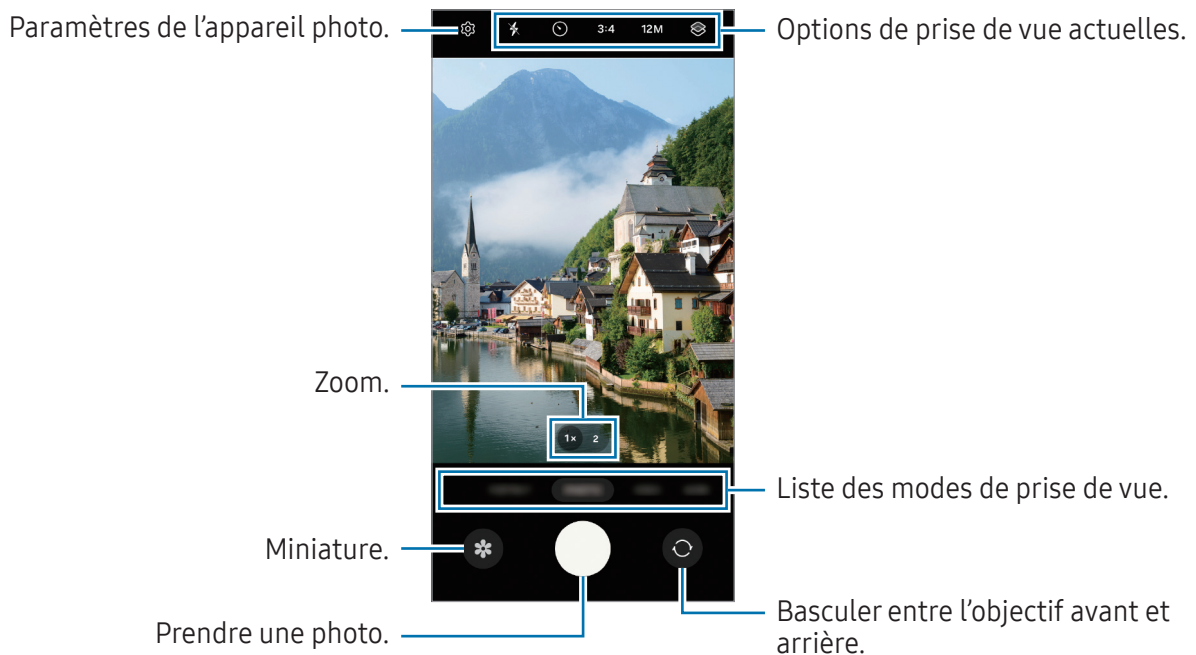 Paramètres de l’appareil photo.
3:4 12M
Options de prise de vue actuelles.
Zoom.
1× 2
Liste des modes de prise de vue.
Miniature.
Prendre une photo.
Basculer entre l’objectif avant et
arrière.